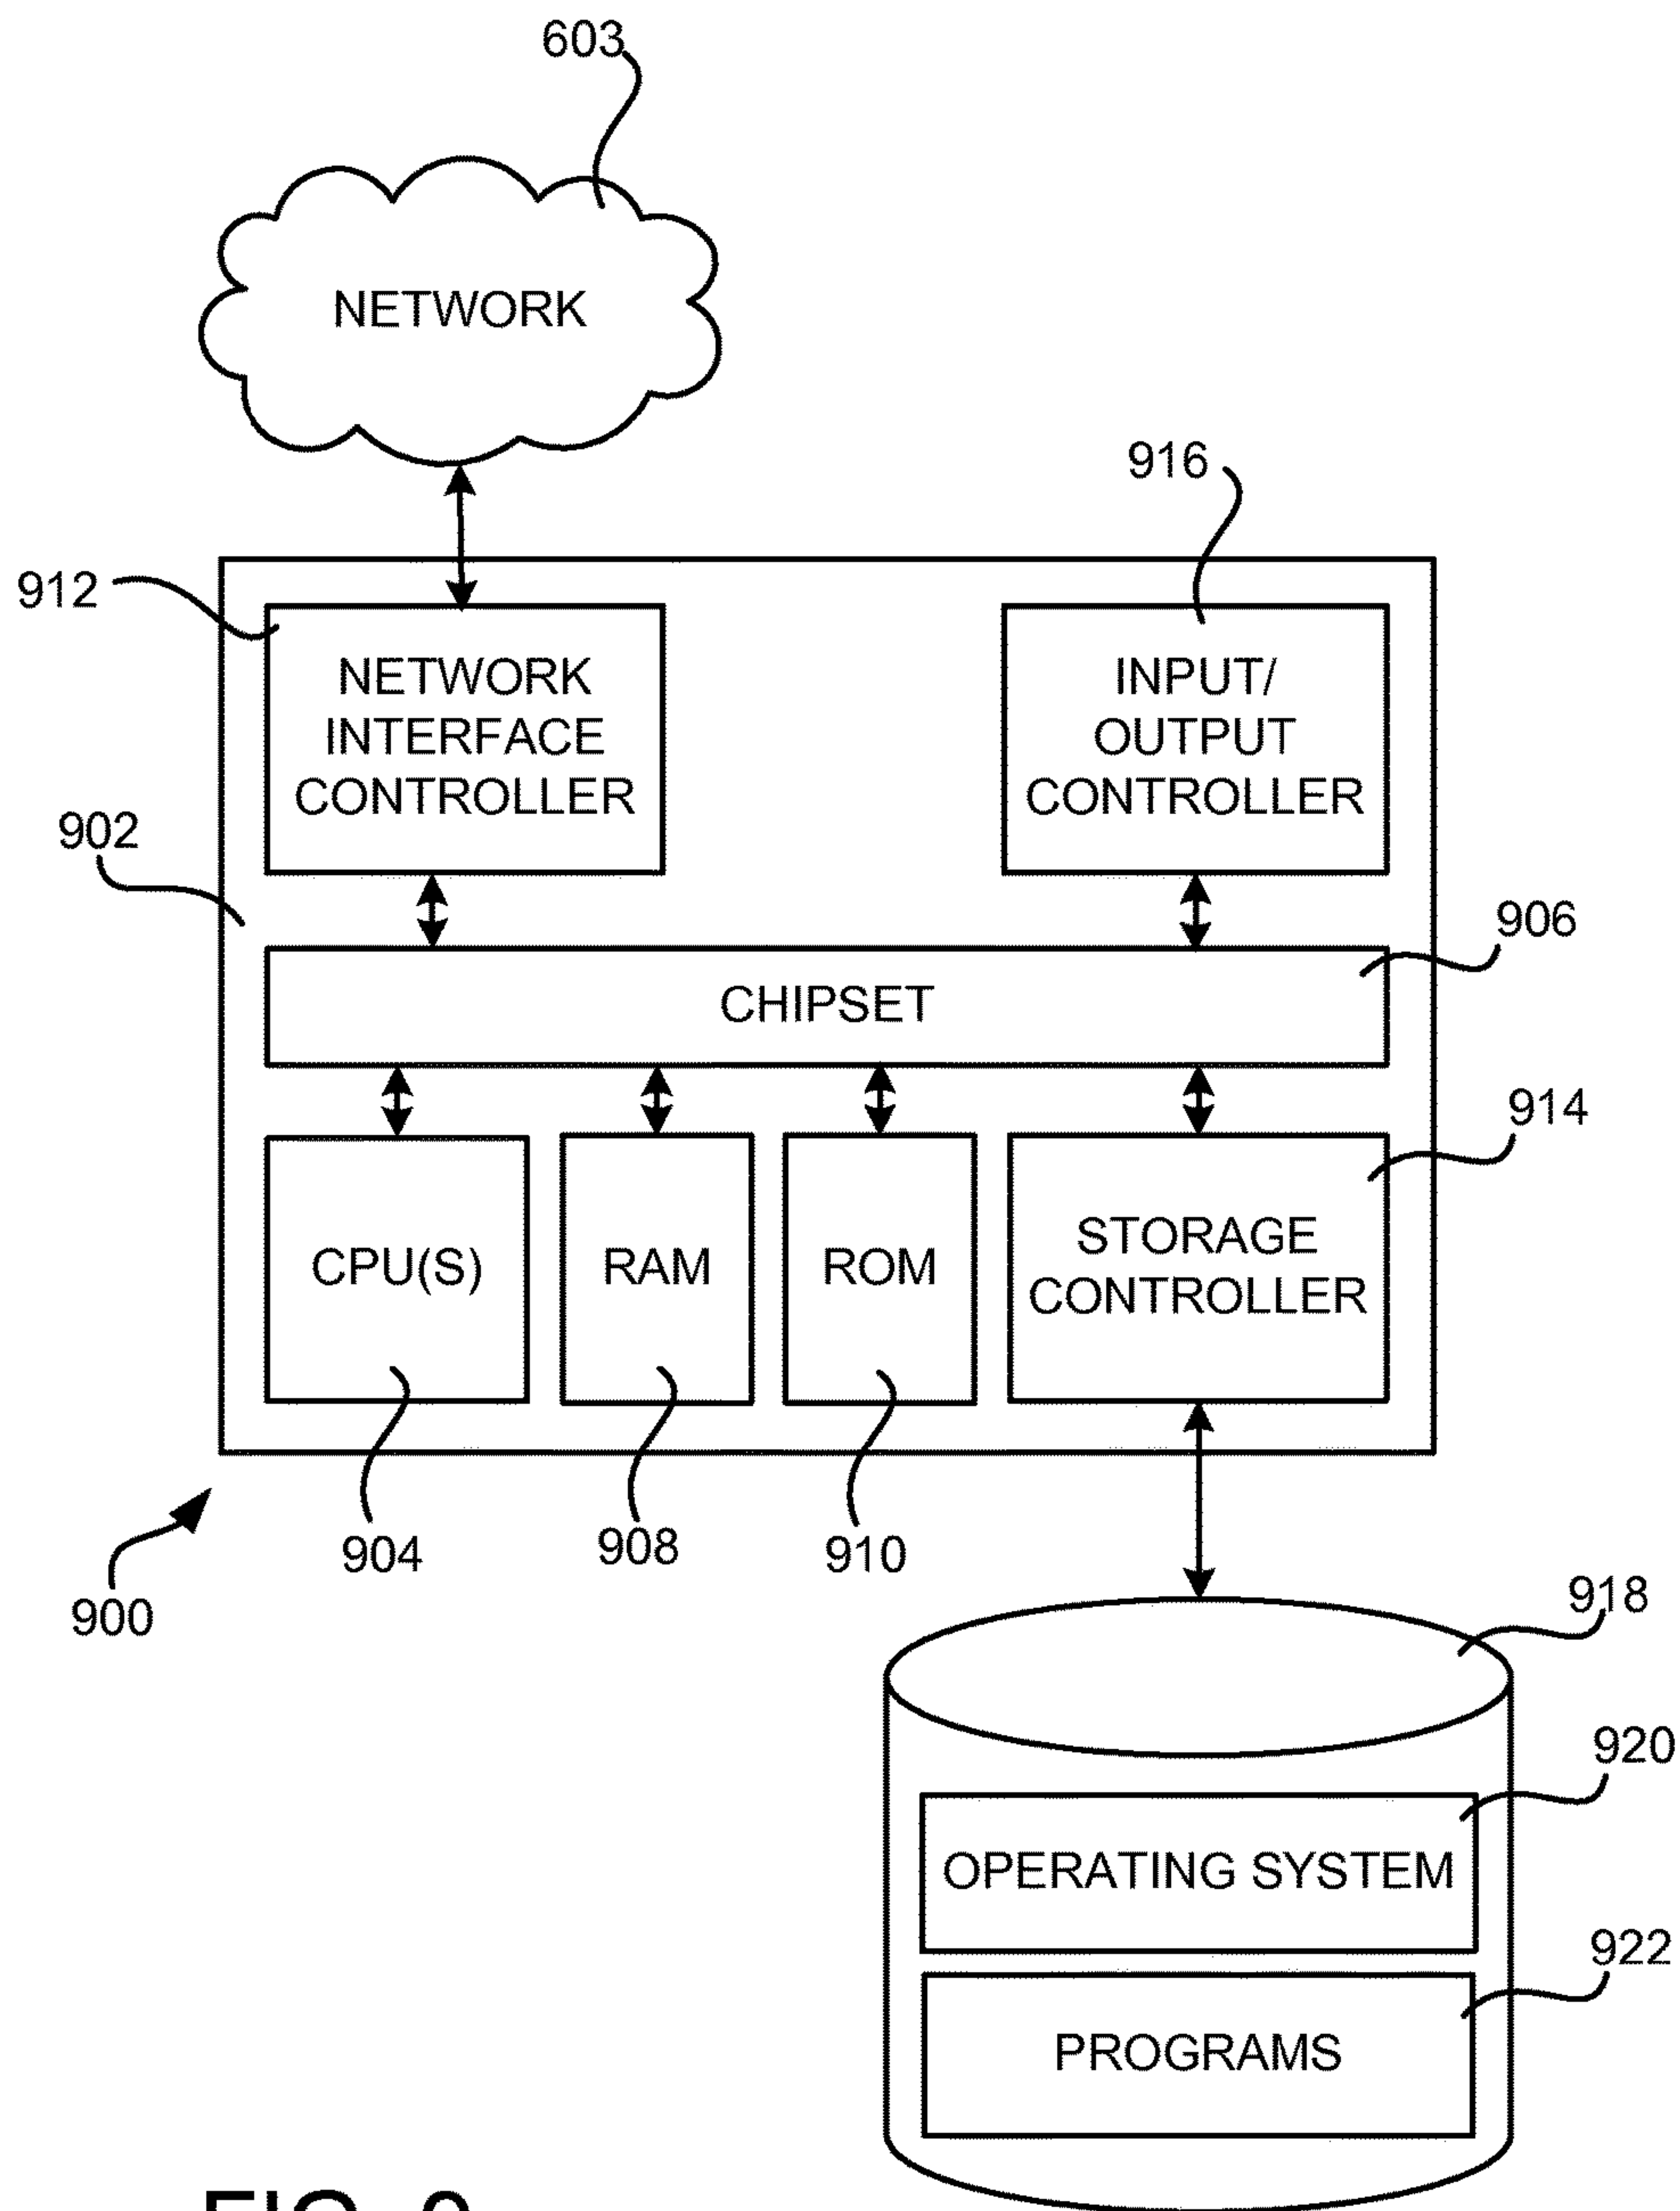 603
NETWORK
916
912
NETWORK
INTERFACE
CONTROLLER
INPUT/
OUTPUT
CONTROLLER
902
906
CHIPSET
914
CPU(S)
RAM
ROM
STORAGE
CONTROLLER
904
908
910
900
918
920
OPERATING SYSTEM
922
PROGRAMS